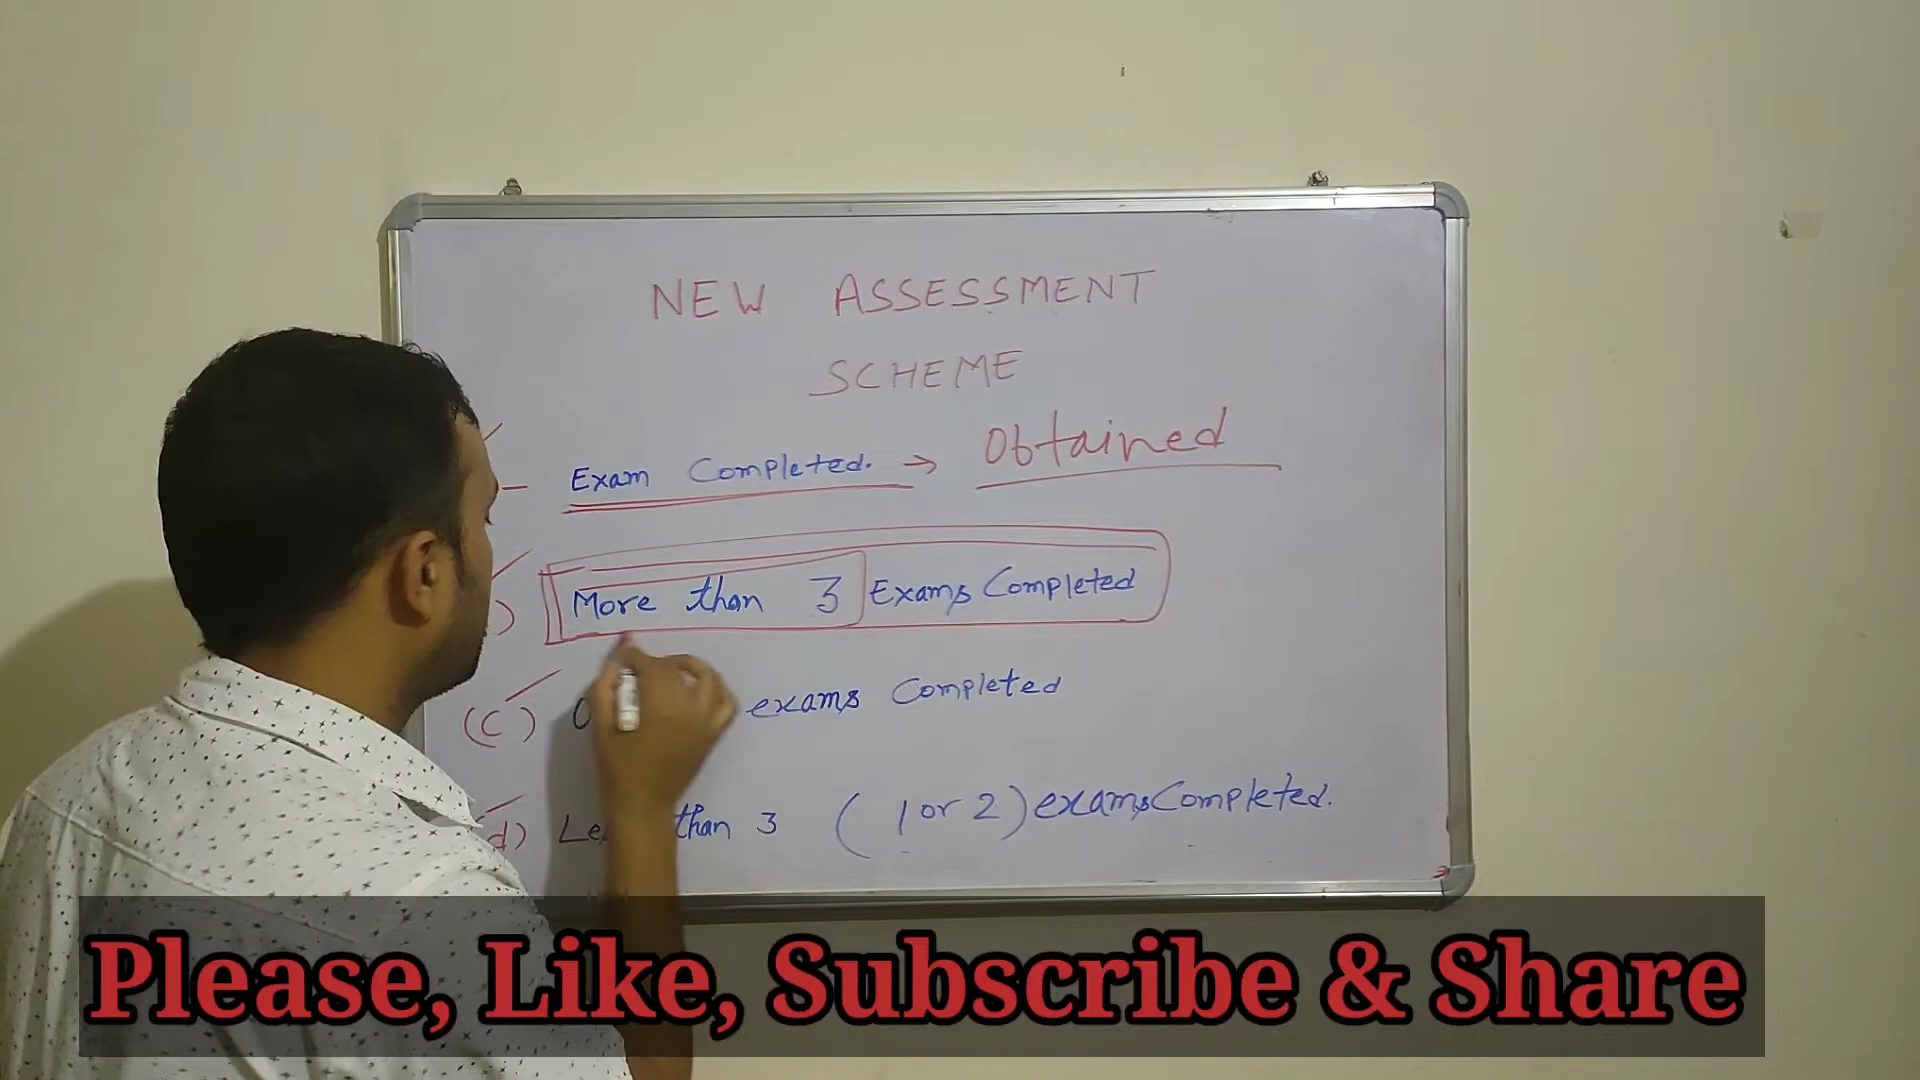 NEW ASSESSMENT
SCHEME
Exam Completed. → Obtained
) More than 3 Exams Completed
(c) exams Completed
d) than 3 (1 or 2) exams Completed.
Please, Like, Subscribe & Share